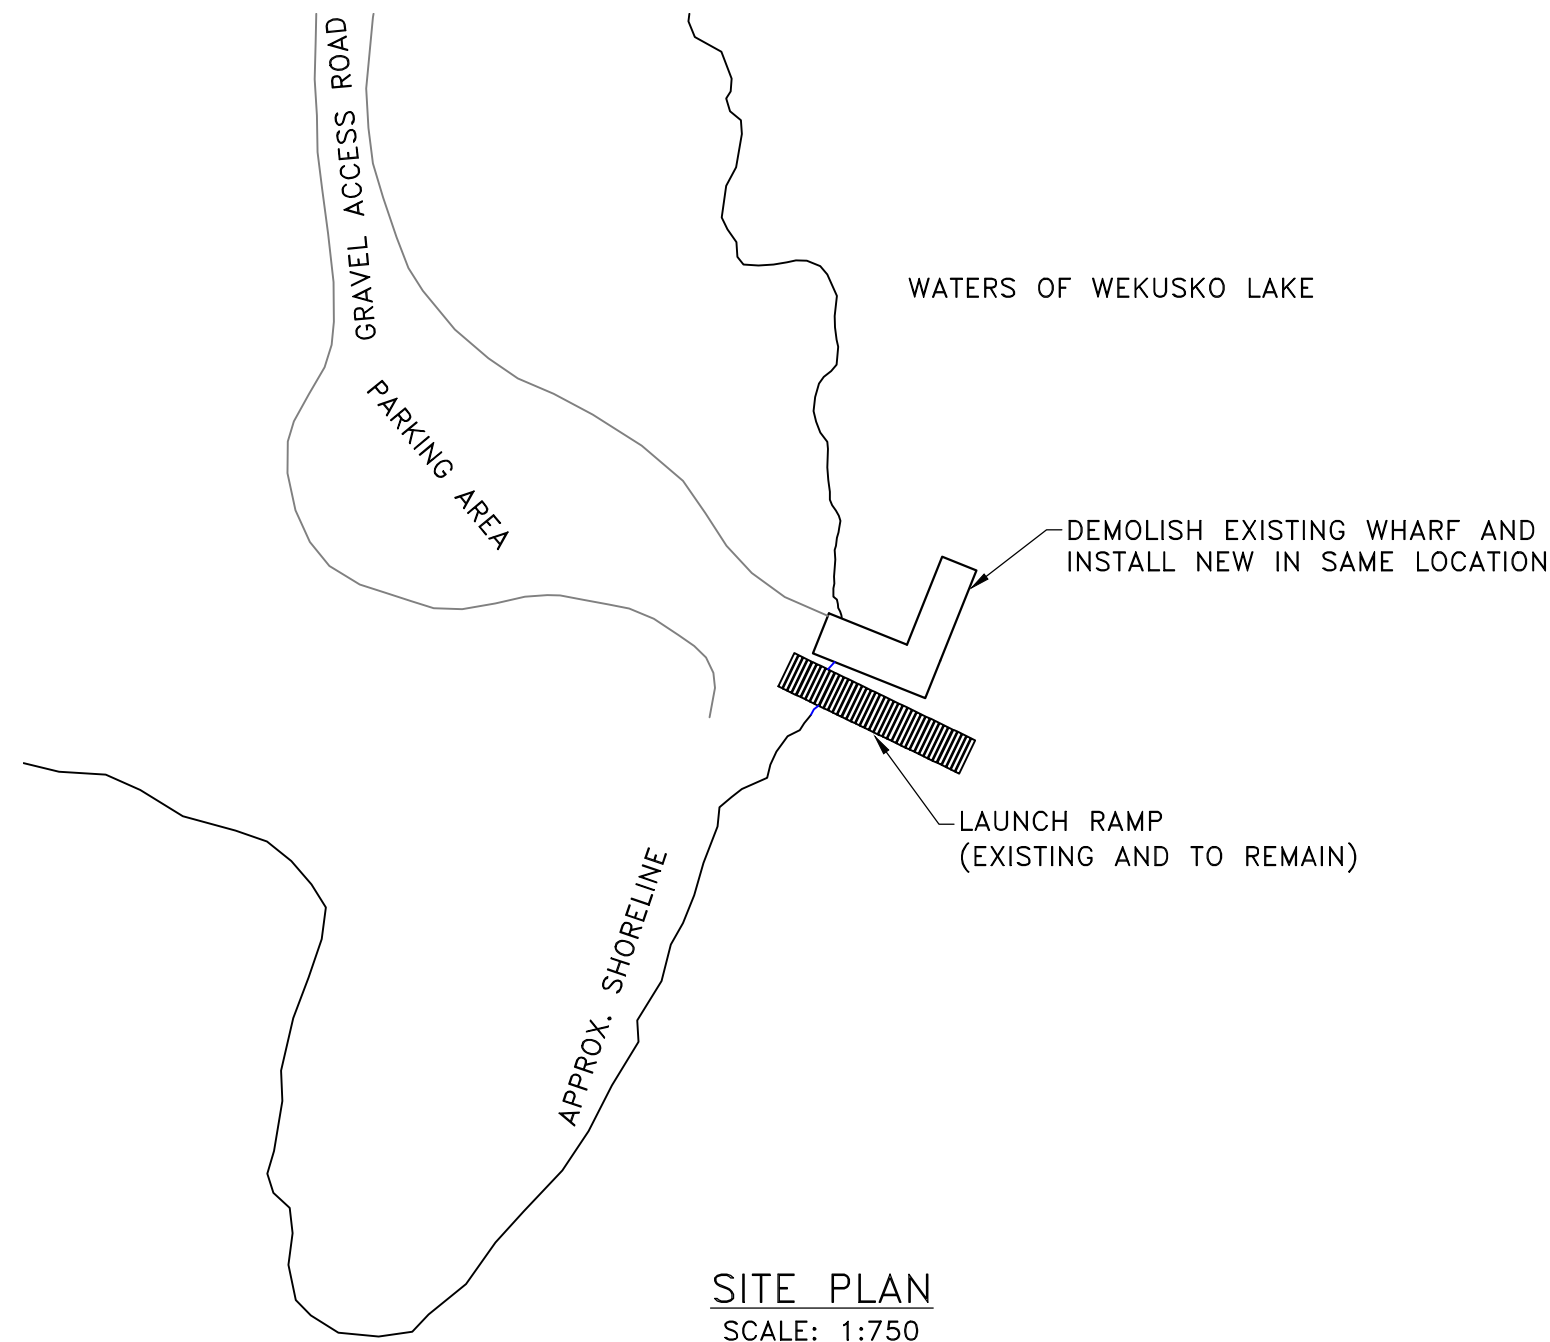 GRAVEL ACCESS ROAD
WATERS OF WEKUSKO LAKE
PARKING AREA
DEMOLISH EXISTING WHARF AND
INSTALL NEW IN SAME LOCATION
LAUNCH RAMP
(EXISTING AND TO REMAIN)
APPROX. SHORELINE
SITE PLAN
SCALE: 1:750